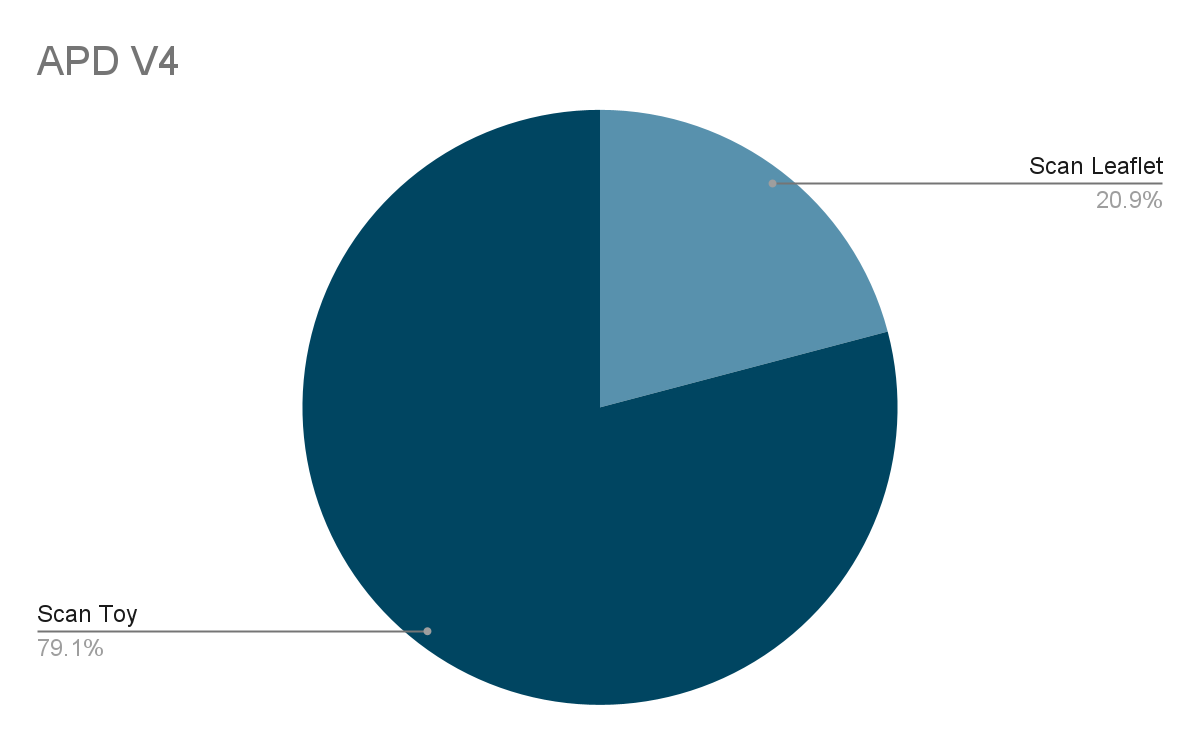 APD V4
Scan Leaflet
20.9%
Scan Toy
79.1%